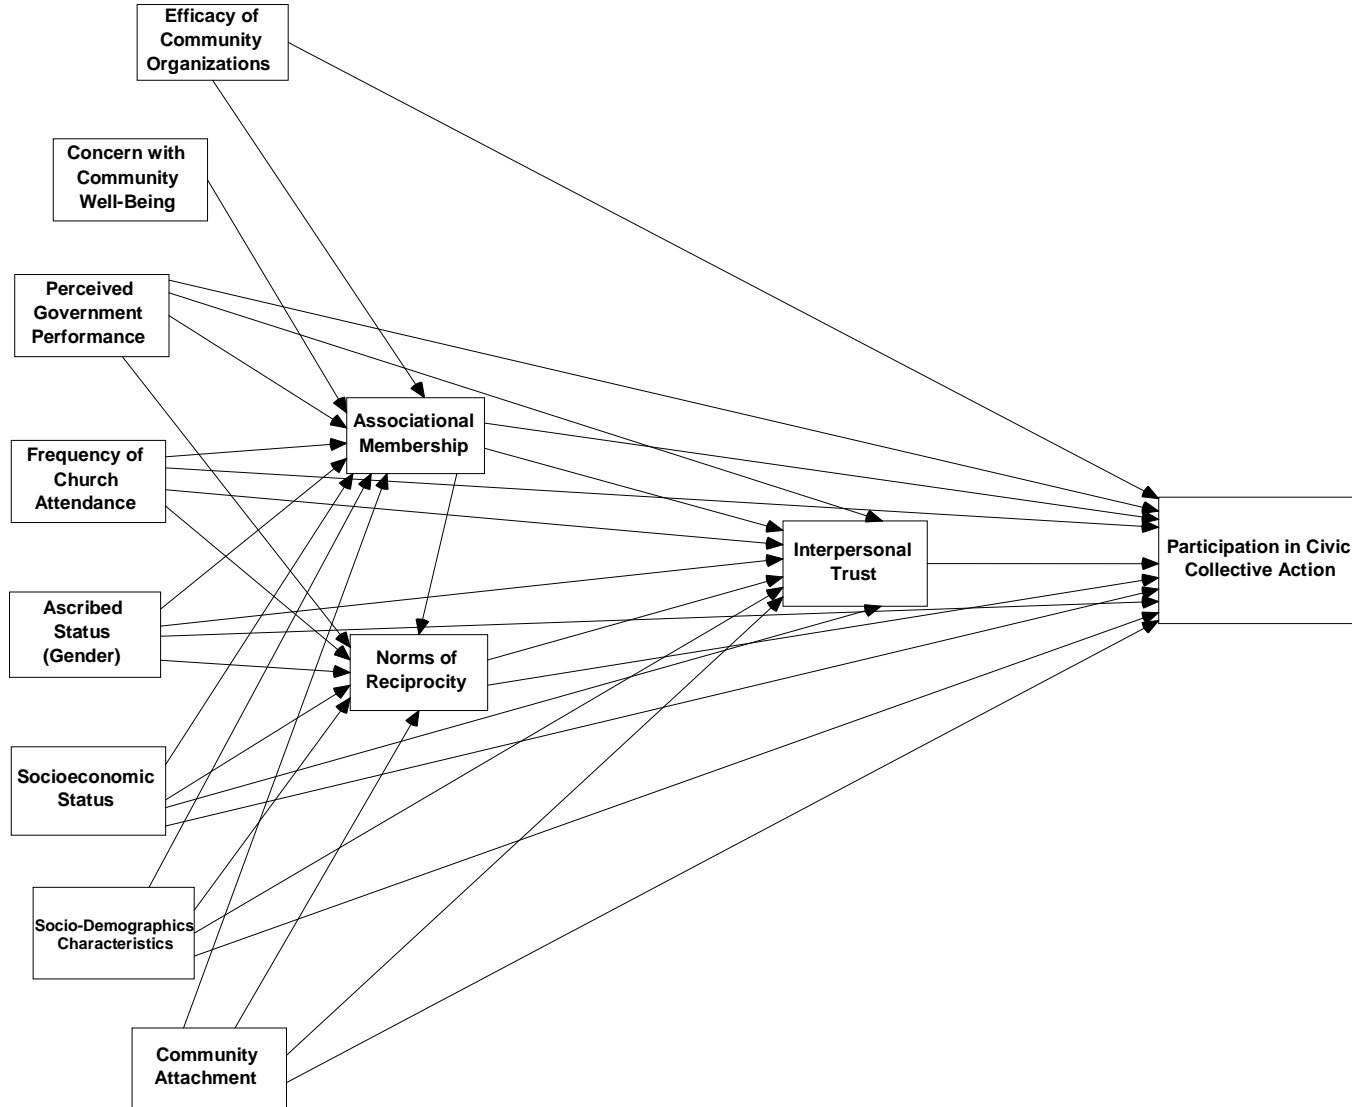 Efficacy of
Community
Organizations
Concern with
Community
Well-Being
Perceived
Government
Performance
Associational
Membership
Frequency of
Church
Attendance
Interpersonal
Trust
Participation in Civic
Collective Action
Ascribed
Status
(Gender)
Norms of
Reciprocity
Socioeconomic
Status
Socio-Demographics
Characteristics
Community
Attachment